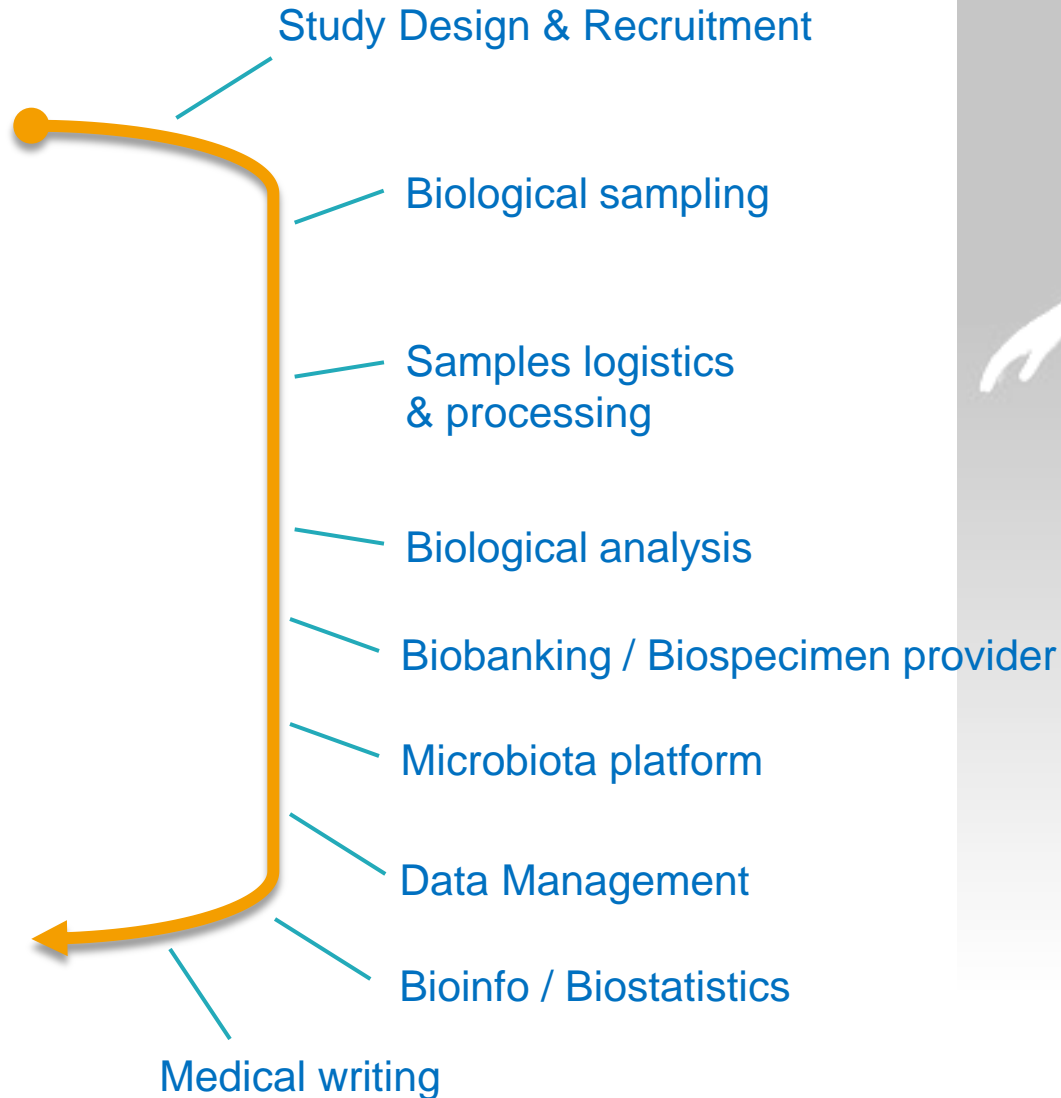 Study Design & Recruitment
Biological sampling
Samples logistics
& processing
Biological analysis
Biobanking / Biospecimen provider
Microbiota platform
Data Management
Bioinfo / Biostatistics
Medical writing